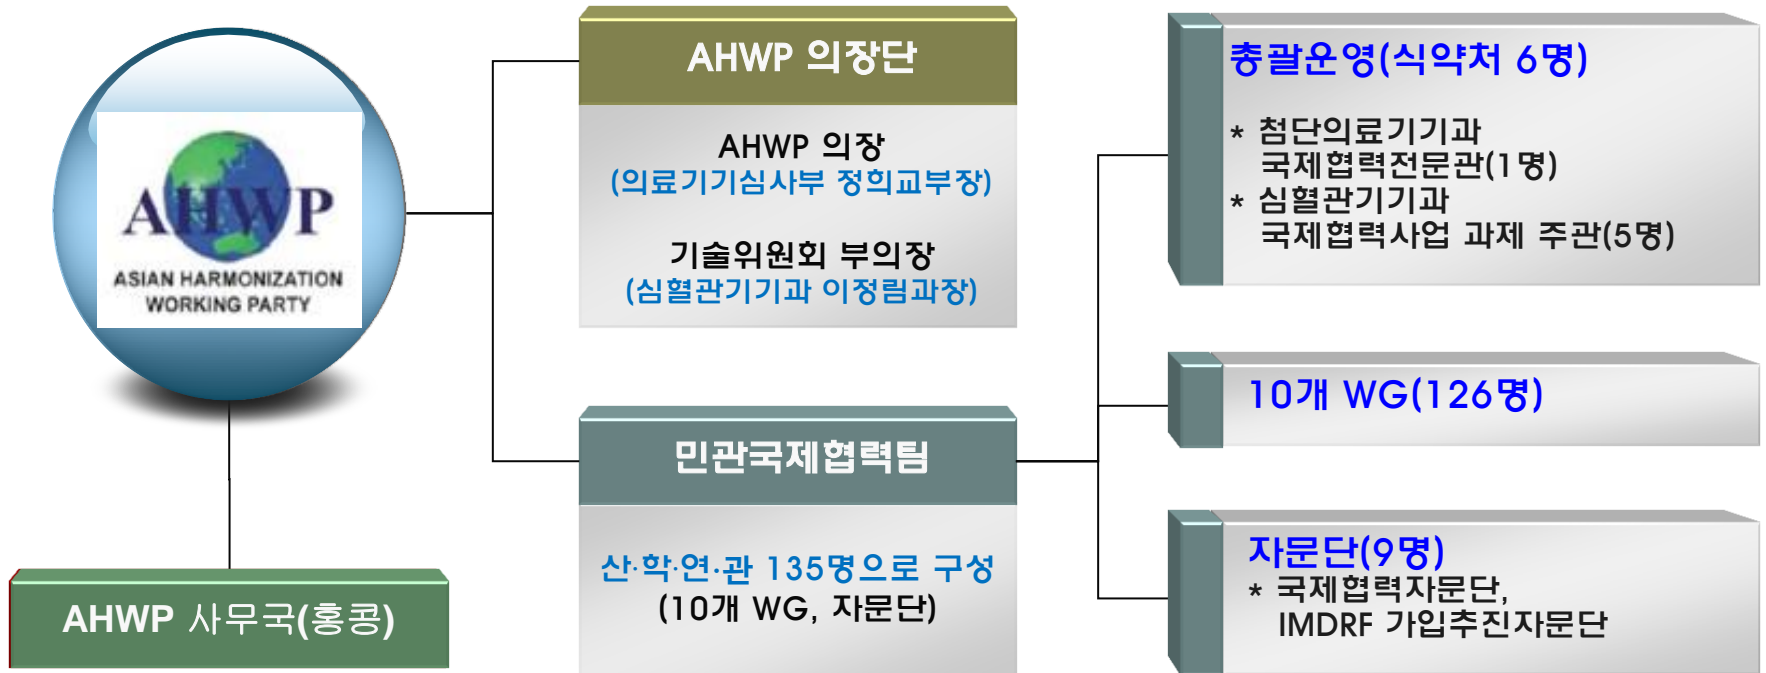 AHWP
ASIAN HARMONIZATION
WORKING PARTY
AHWP 사무국(홍콩)
AHWP 의장단
AHWP 의장
(의료기기심사부 정희교부장)
기술위원회 부의장
(심혈관기기과 이정림과장)
민관국제협력팀
산·학·연·관 135명으로 구성
(10개 WG, 자문단)
총괄운영(식약처 6명)
* 첨단의료기기과
국제협력전문관(1명)
* 심혈관기기과
국제협력사업 과제 주관(5명)
10개 WG(126명)
자문단(9명)
* 국제협력자문단,
IMDRF 가입추진자문단